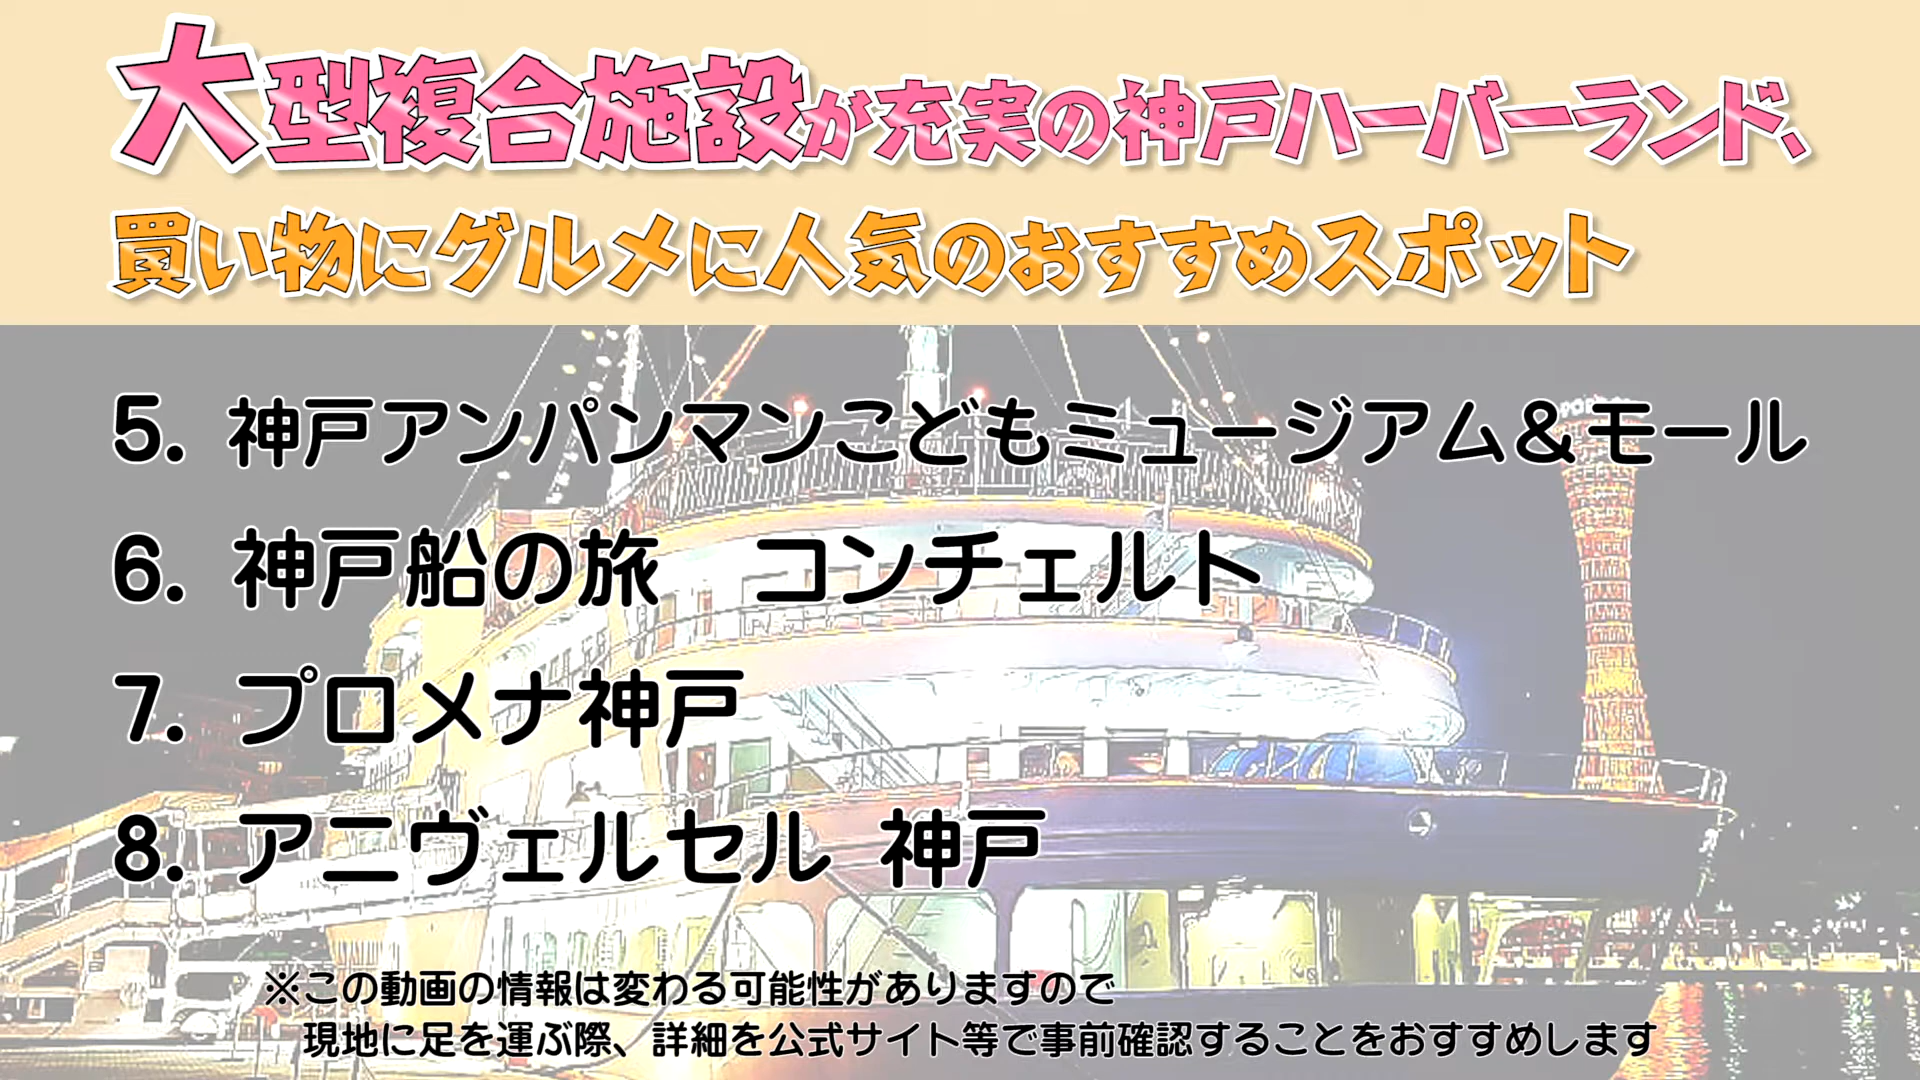 大型複合施設が充実の神戸ハーバーランド、
買い物にグルメに人気のおすすめスポット
5. 神戸アンパンマンこどもミュージアム＆モール
6. 神戸船の旅　コンチェルト
7. プロメナ神戸
8. アニヴェルセル 神戸
※この動画の情報は変わる可能性がありますので
現地に足を運ぶ際、詳細を公式サイト等で事前確認することをおすすめします